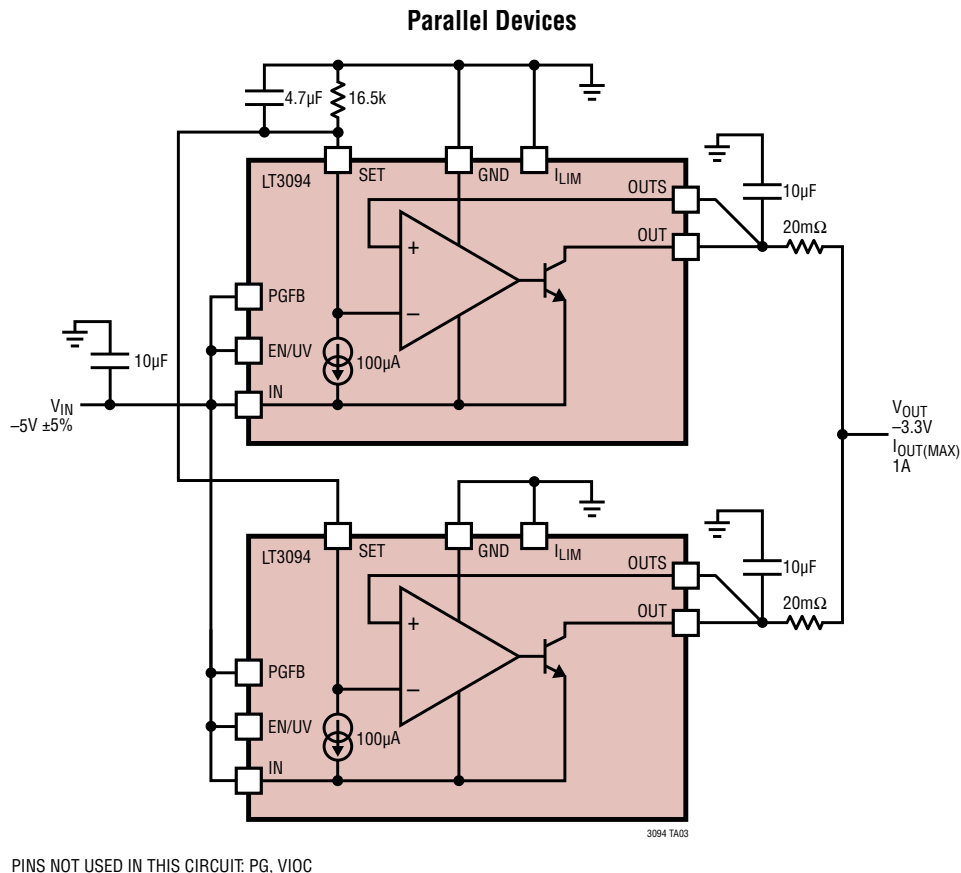 Parallel Devices
4.7µF
16.5k
LT3094
SET
GND
ILIM
OUTS
OUT
10µF
20mΩ
+
–
100µA
PGFB
EN/UV
IN
10µF
VIN
–5V ±5%
VOUT
–3.3V
IOUT(MAX)
1A
LT3094
SET
GND
ILIM
OUTS
OUT
10µF
20mΩ
+
–
100µA
PGFB
EN/UV
IN
3094 TA03
PINS NOT USED IN THIS CIRCUIT: PG, VIOC